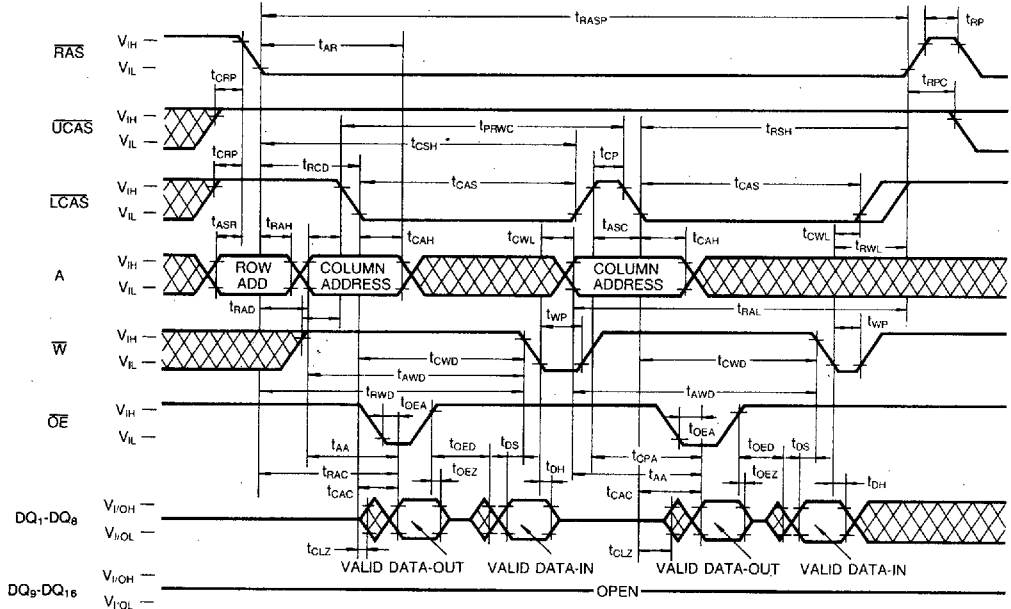 tRASP
tRP
tAR
RAS
VIH
VIL
tCRP
tRPC
UCAS
VIH
VIL
tPRWC
tRSH
tCSH
tCRP
tRCD
tCP
LCAS
VIH
VIL
tCAS
tCAS
tASR
tRAH
tCAH
tCWL
tASC
tCAH
tCWL
tRWL
A
VIH
VIL
ROW
ADD
COLUMN
ADDRESS
COLUMN
ADDRESS
tRAD
tWP
tRAL
tWP
W
VIH
VIL
tCWD
tCWD
tAWD
tRWD
tAWD
OE
VIH
VIL
tOEA
tOEA
tAA
tOED
tDS
tCPA
tOED
tDS
tRAC
tOEZ
tDH
tAA
tOEZ
tDH
tCAC
tCAC
DQ1-DQ8
VI/OH
VI/OL
tCLZ
VALID DATA-OUT
VALID DATA-IN
tCLZ
VALID DATA-OUT
VALID DATA-IN
DQ9-DQ16
VI/OH
VI/OL
OPEN